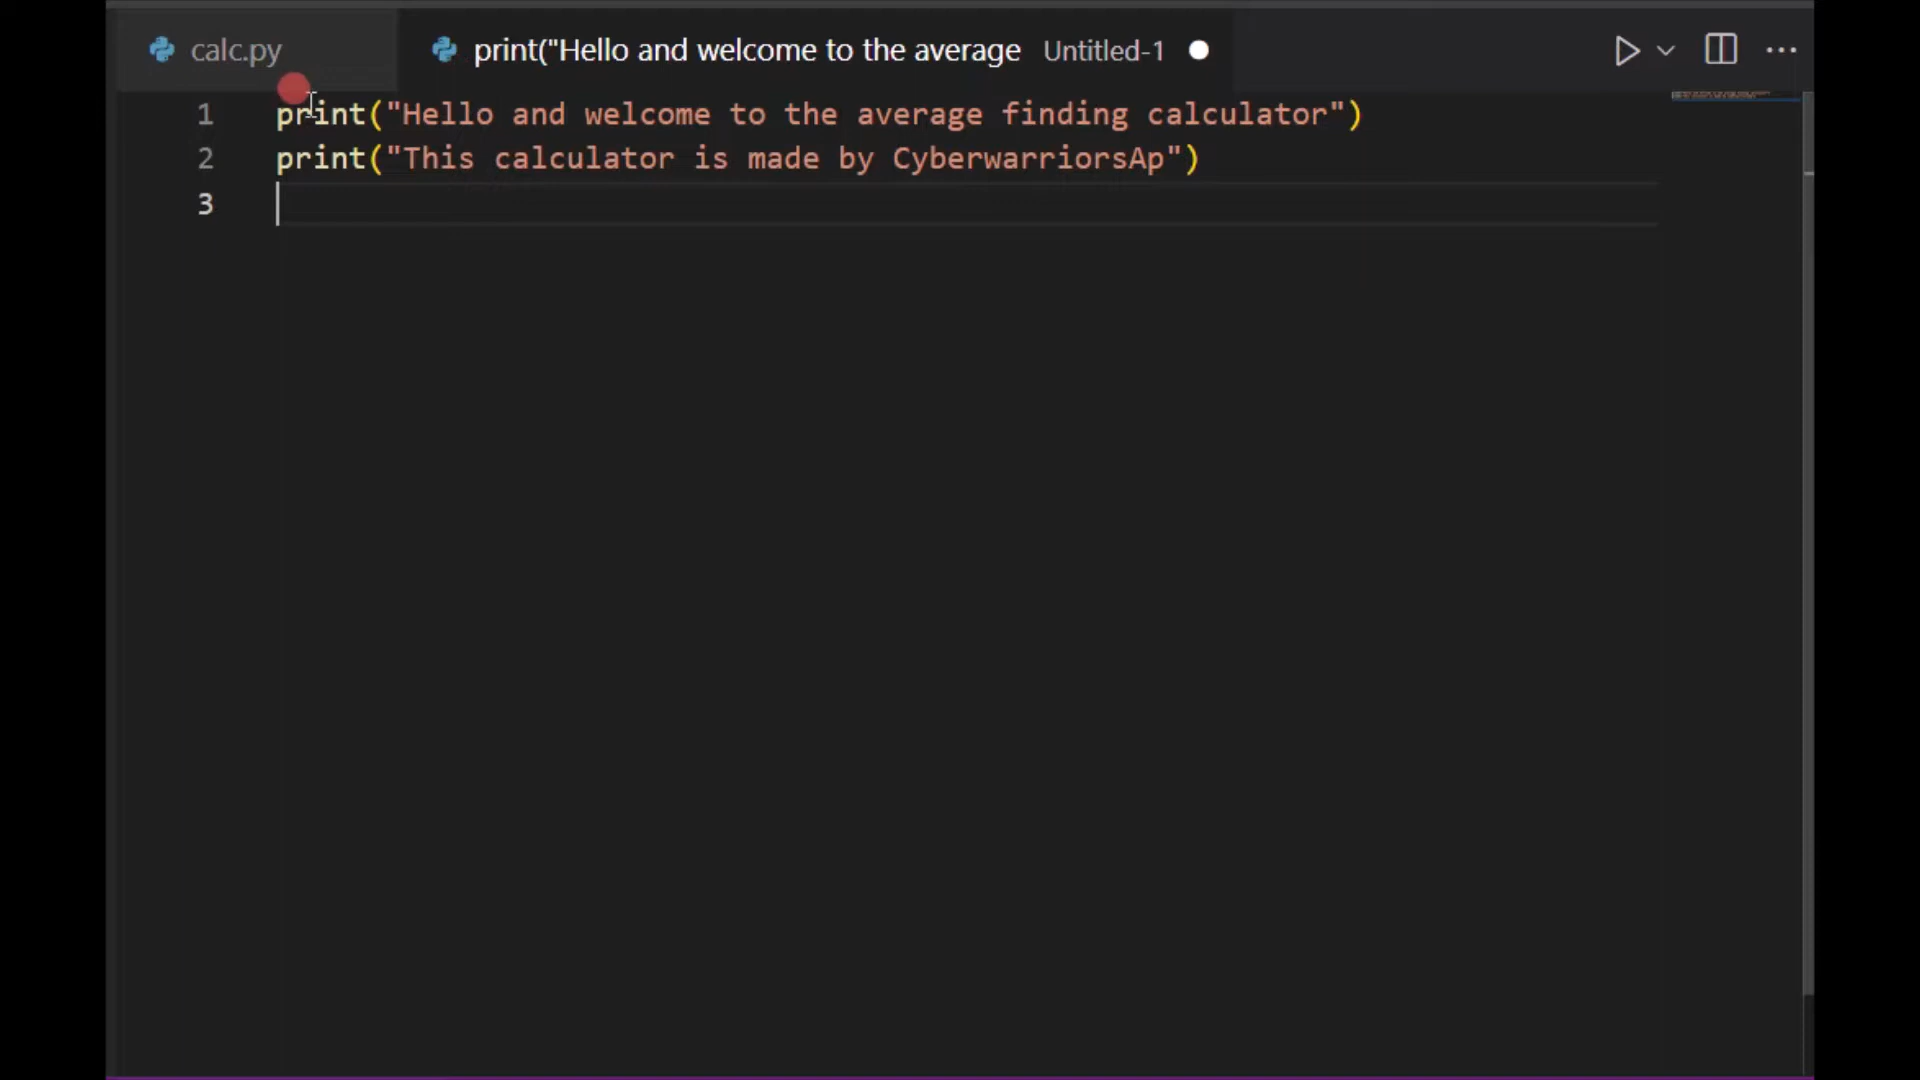 calc.py
print("Hello and welcome to the average Untitled-1
1 print("Hello and welcome to the average finding calculator")
2 print("This calculator is made by CyberwarriorsAp")
3